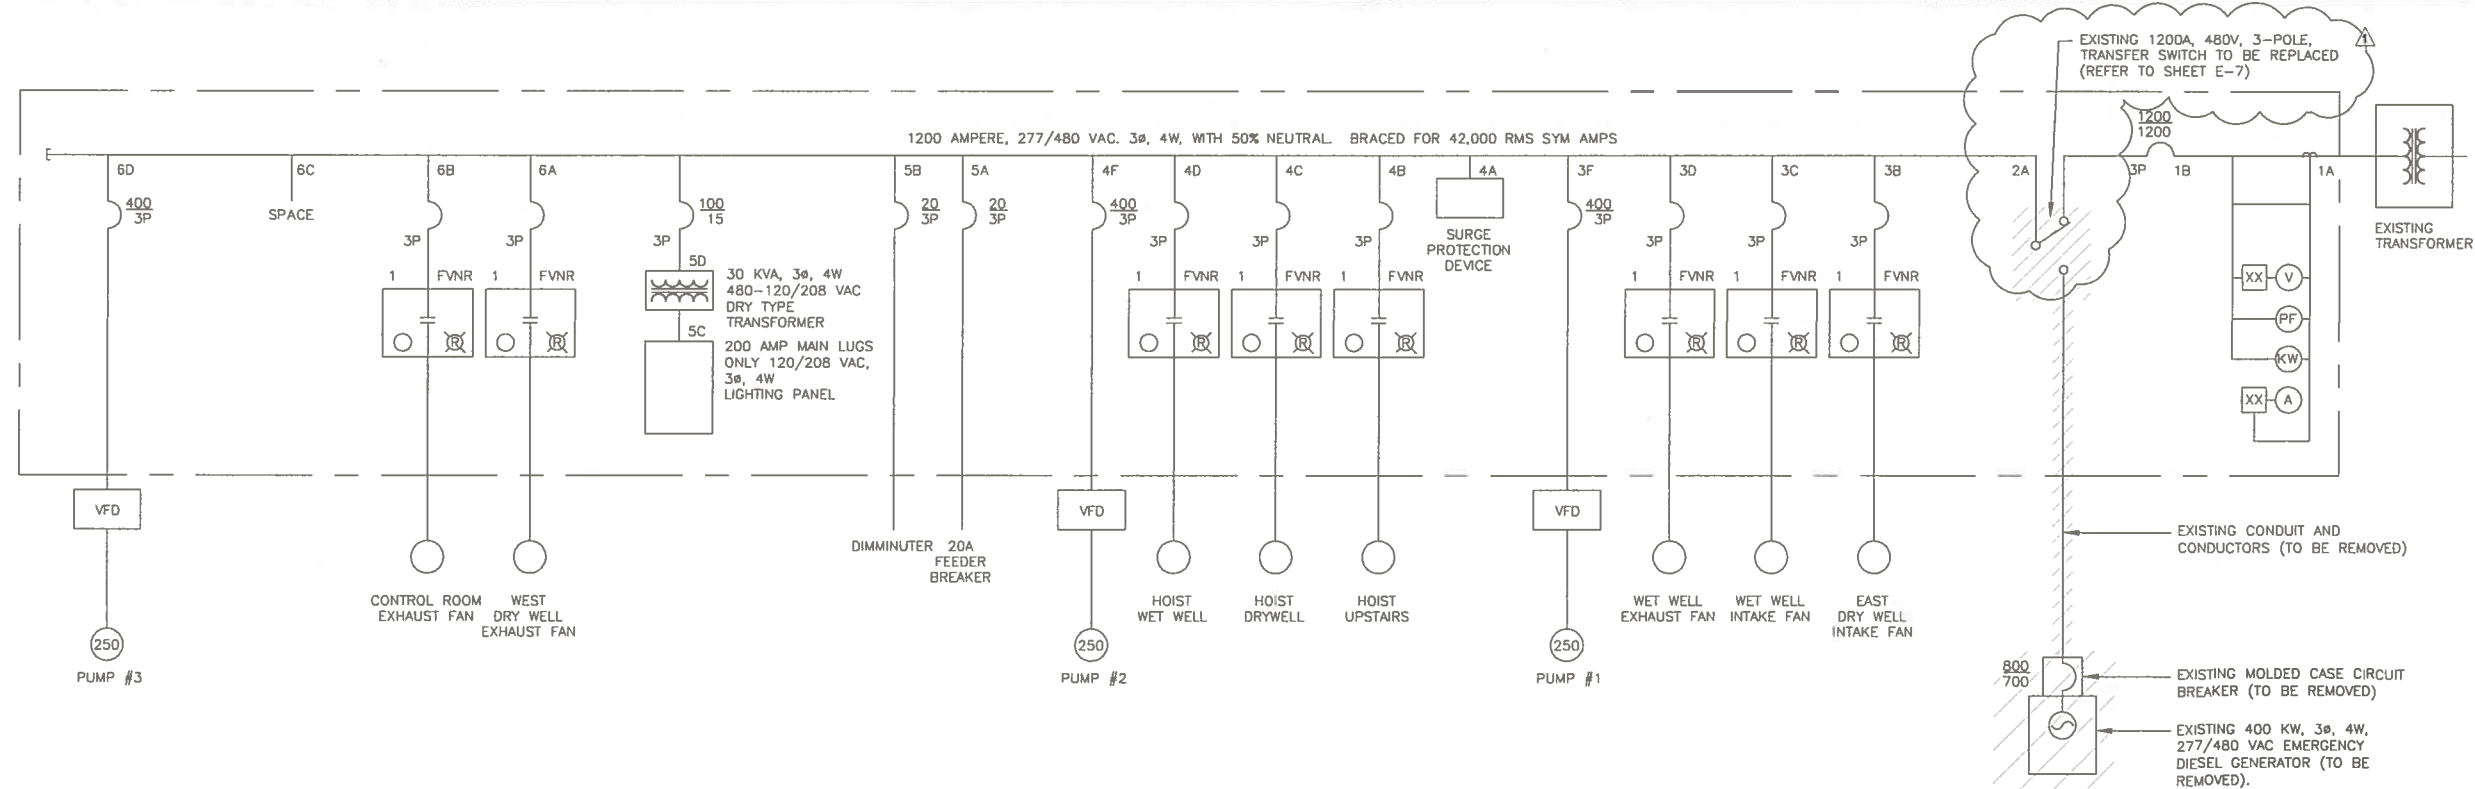 EXISTING 1200A, 480V, 3-POLE,
TRANSFER SWITCH TO BE REPLACED
(REFER TO SHEET E-7)
1
1200 AMPERE, 277/480 VAC. 3ø, 4W, WITH 50% NEUTRAL. BRACED FOR 42,000 RMS SYM AMPS
1200
1200
6D
6C
6B
6A
5B
5A
4F
4D
4C
4B
4A
3F
3D
3C
3B
2A
3P
1B
1A
400
3P
SPACE
3P
3P
100
15
3P
20
3P
20
3P
400
3P
3P
3P
3P
SURGE
PROTECTION
DEVICE
400
3P
3P
3P
3P
EXISTING
TRANSFORMER
1 FVNR
R
1 FVNR
R
5D
30 KVA, 3ø, 4W
480-120/208 VAC
DRY TYPE
TRANSFORMER
5C
200 AMP MAIN LUGS
ONLY 120/208 VAC,
3ø, 4W
LIGHTING PANEL
1 FVNR
R
1 FVNR
R
1 FVNR
R
1 FVNR
R
1 FVNR
R
1 FVNR
R
XX V
PF
KW
XX A
VFD
VFD
VFD
DIMMINUTER
20A
FEEDER
BREAKER
EXISTING CONDUIT AND
CONDUCTORS (TO BE REMOVED)
CONTROL ROOM
EXHAUST FAN
WEST
DRY WELL
EXHAUST FAN
HOIST
WET WELL
HOIST
DRYWELL
HOIST
UPSTAIRS
WET WELL
EXHAUST FAN
WET WELL
INTAKE FAN
EAST
DRY WELL
INTAKE FAN
250
PUMP #3
250
PUMP #2
250
PUMP #1
800
700
EXISTING MOLDED CASE CIRCUIT
BREAKER (TO BE REMOVED)
EXISTING 400 KW, 3ø, 4W,
277/480 VAC EMERGENCY
DIESEL GENERATOR (TO BE
REMOVED).